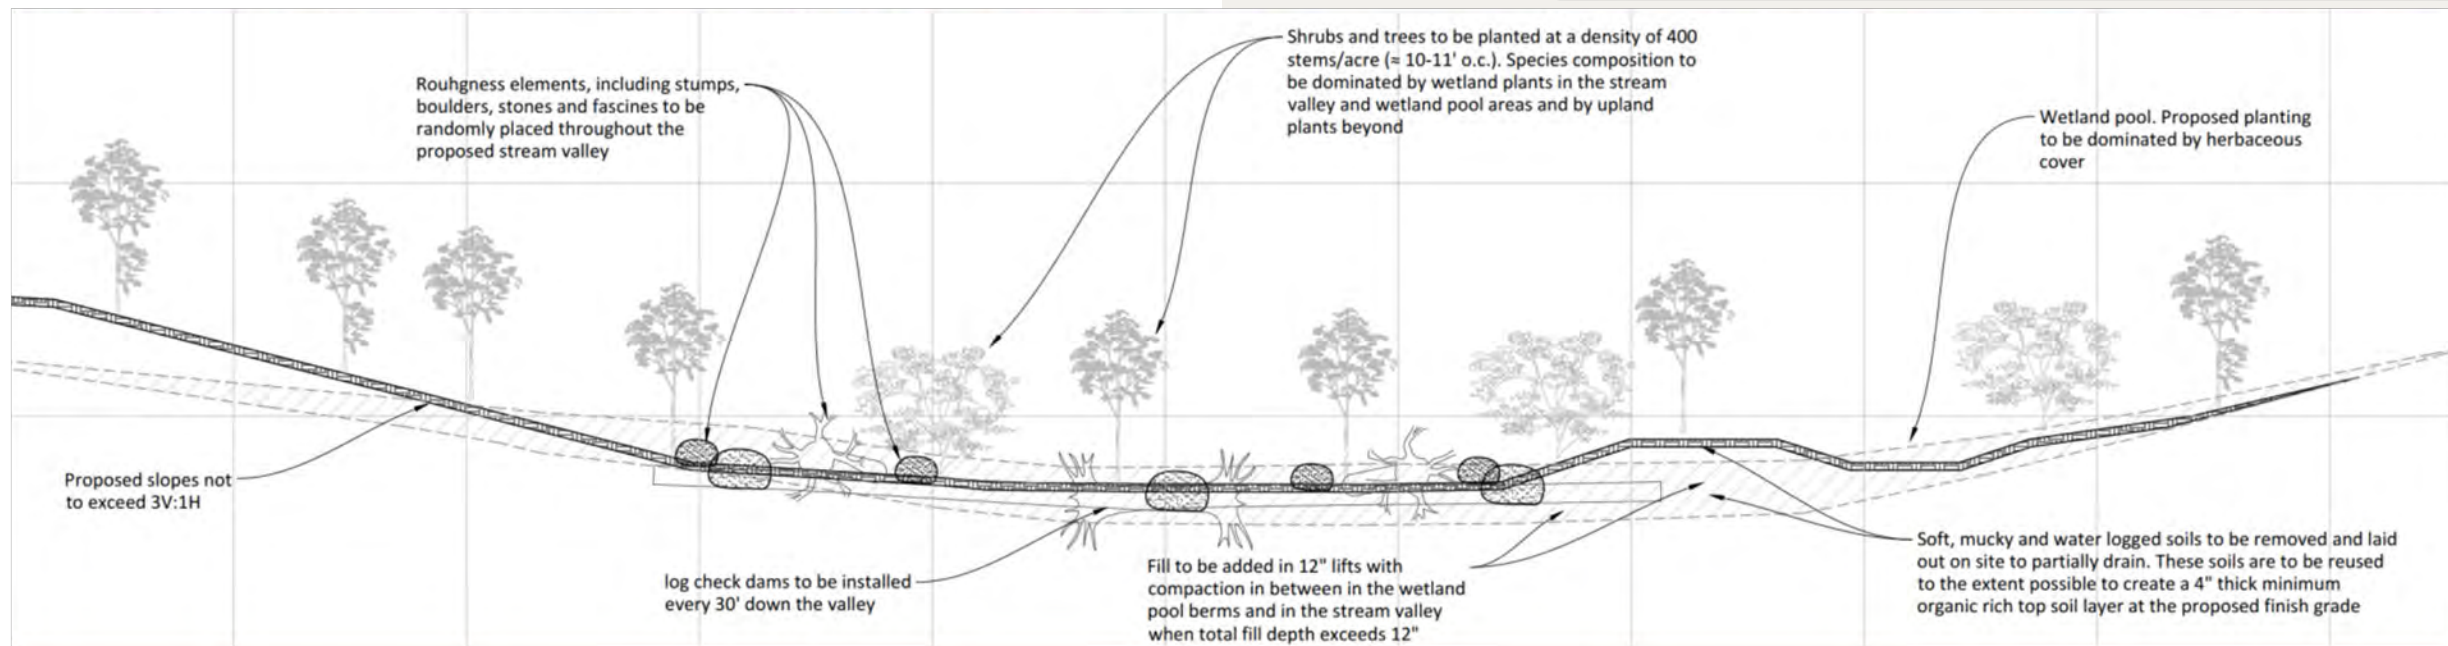 Rouhgness elements, including stumps,
boulders, stones and fascines to be
randomly placed throughout the
proposed stream valley
Shrubs and trees to be planted at a density of 400
stems/acre (≈ 10-11' o.c.). Species composition to
be dominated by wetland plants in the stream
valley and wetland pool areas and by upland
plants beyond
Wetland pool. Proposed planting
to be dominated by herbaceous
cover
Proposed slopes not
to exceed 3V:1H
log check dams to be installed
every 30' down the valley
Fill to be added in 12" lifts with
compaction in between in the wetland
pool berms and in the stream valley
when total fill depth exceeds 12"
Soft, mucky and water logged soils to be removed and laid
out on site to partially drain. These soils are to be reused
to the extent possible to create a 4" thick minimum
organic rich top soil layer at the proposed finish grade